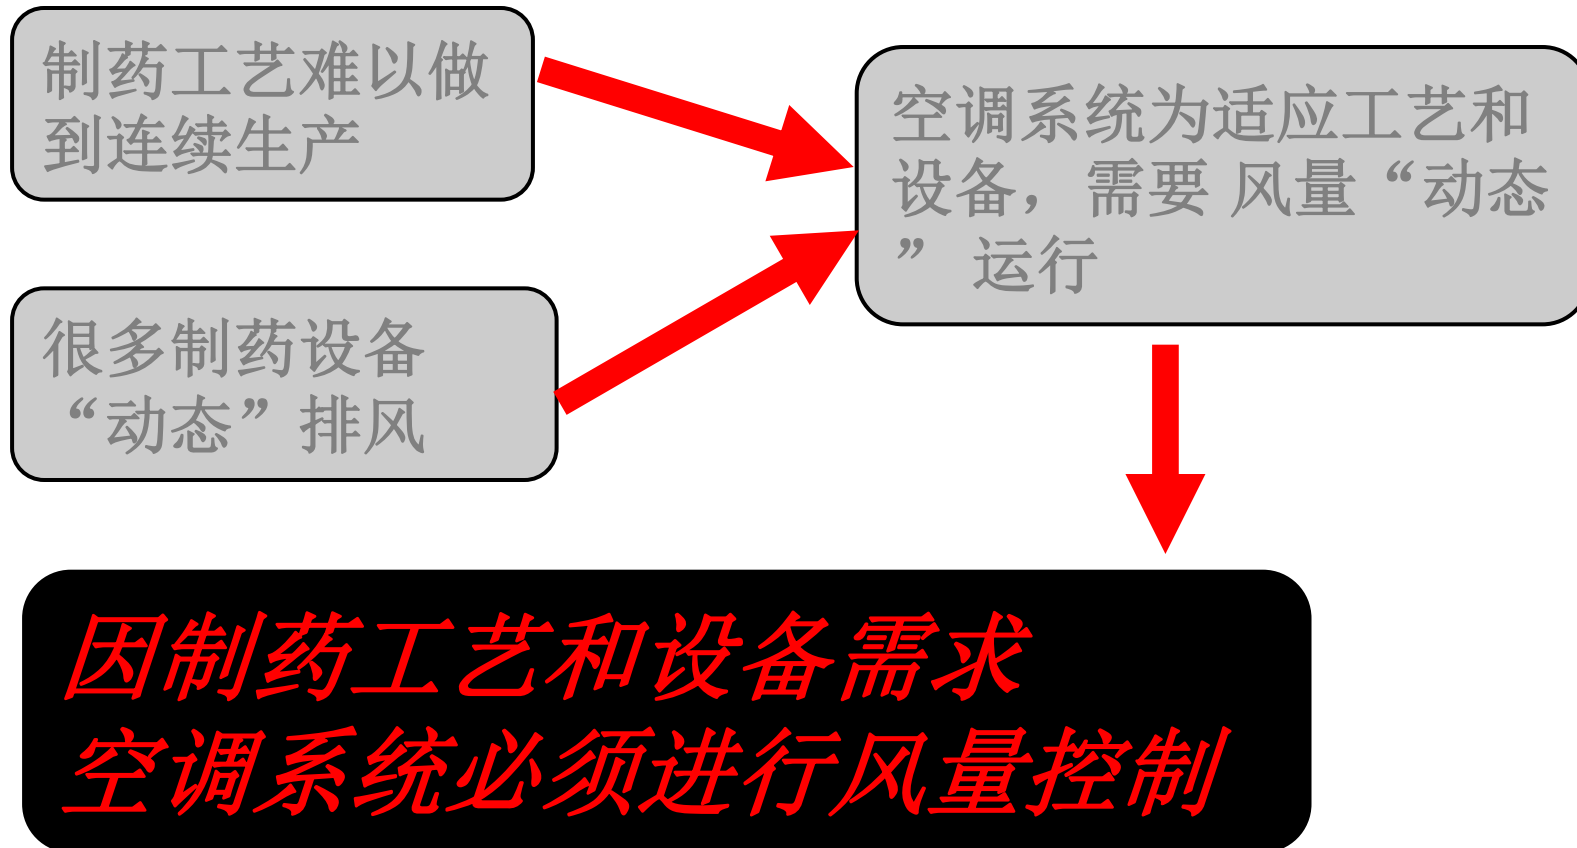 制药工艺难以做
到连续生产
很多制药设备
“动态”排风
空调系统为适应工艺和
设备，需要 风量“动态
” 运行
因制药工艺和设备需求
空调系统必须进行风量控制